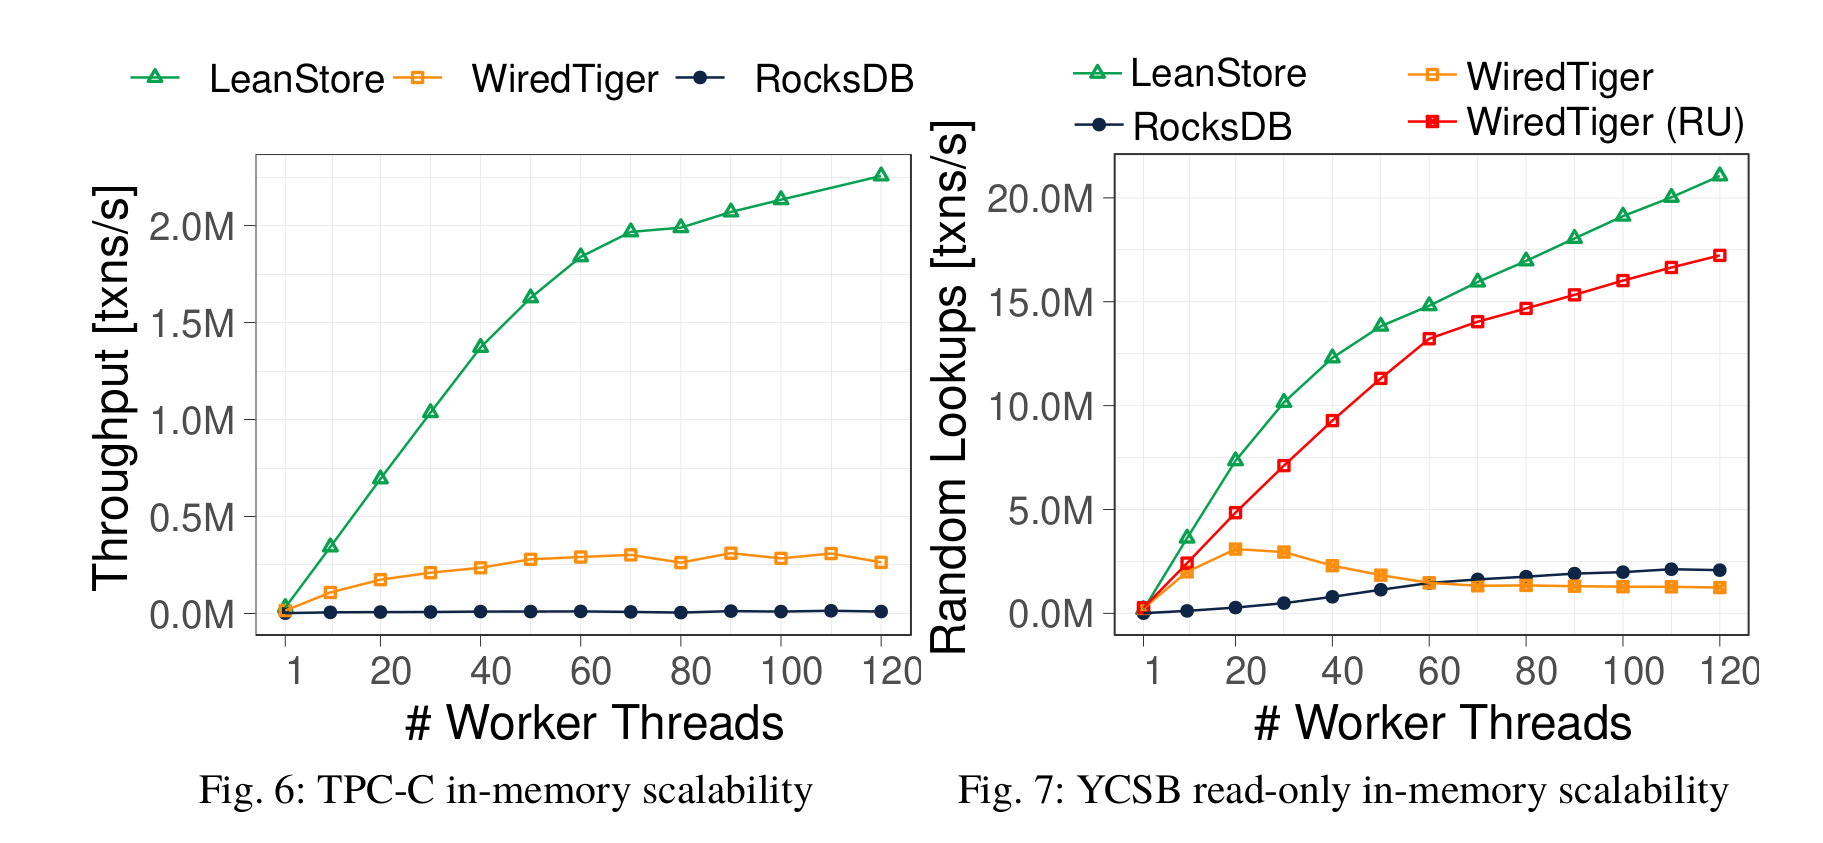 LeanStore WiredTiger RocksDB
Throughput [txns/s]
2.0M
1.5M
1.0M
0.5M
0.0M
1 20 40 60 80 100 120
# Worker Threads
Fig. 6: TPC-C in-memory scalability
LeanStore WiredTiger
RocksDB WiredTiger (RU)
Random Lookups [txns/s]
20.0M
15.0M
10.0M
5.0M
0.0M
1 20 40 60 80 100 120
# Worker Threads
Fig. 7: YCSB read-only in-memory scalability